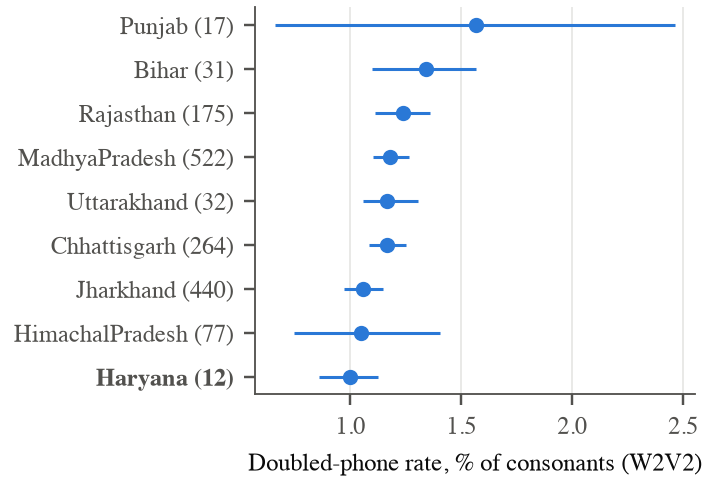 Punjab (17)
Bihar (31)
Rajasthan (175)
MadhyaPradesh (522)
Uttarakhand (32)
Chhattisgarh (264)
Jharkhand (440)
HimachalPradesh (77)
Haryana (12)
1.0 1.5 2.0 2.5
Doubled-phone rate, % of consonants (W2V2)